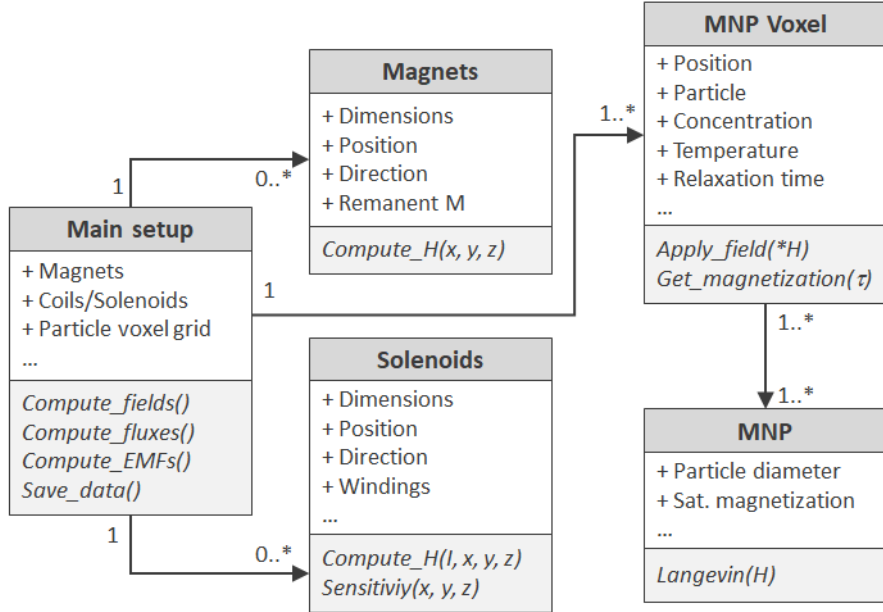 Main setup
+ Magnets
+ Coils/Solenoids
+ Particle voxel grid
...
Compute_fields()
Compute_fluxes()
Compute_EMFs()
Save_data()
1
0..*
Magnets
+ Dimensions
+ Position
+ Direction
+ Remanent M
Compute_H(x, y, z)
1
1..*
MNP Voxel
+ Position
+ Particle
+ Concentration
+ Temperature
+ Relaxation time
...
Apply_field(*H)
Get_magnetization(τ)
1
0..*
Solenoids
+ Dimensions
+ Position
+ Direction
+ Windings
...
Compute_H(I, x, y, z)
Sensitiviy(x, y, z)
1..*
1..*
MNP
+ Particle diameter
+ Sat. magnetization
...
Langevin(H)